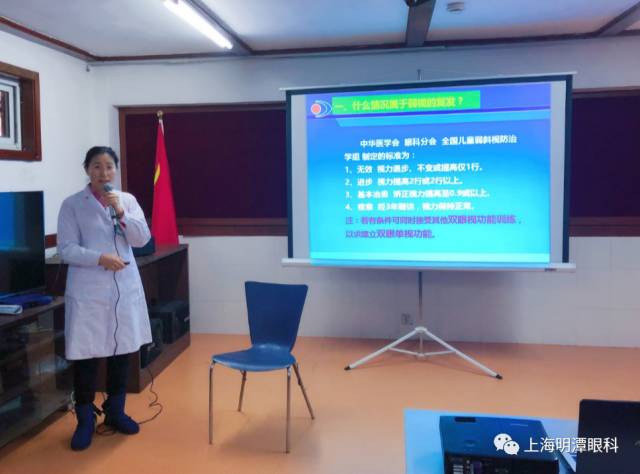 一、什么情况属于弱视的复发？
中华医学会 眼科分会 全国儿童弱斜视防治
学组 制定的标准为：
1、无效 视力退步、不变或提高仅1行。
2、进步 视力提高2行或2行以上。
3、基本治愈 矫正视力提高至0.9或以上。
4、痊愈 经3年随访，视力保持正常。
注：若有条件可同时接受其他双眼视功能训练，
以求建立双眼单视功能。
上海明潭眼科